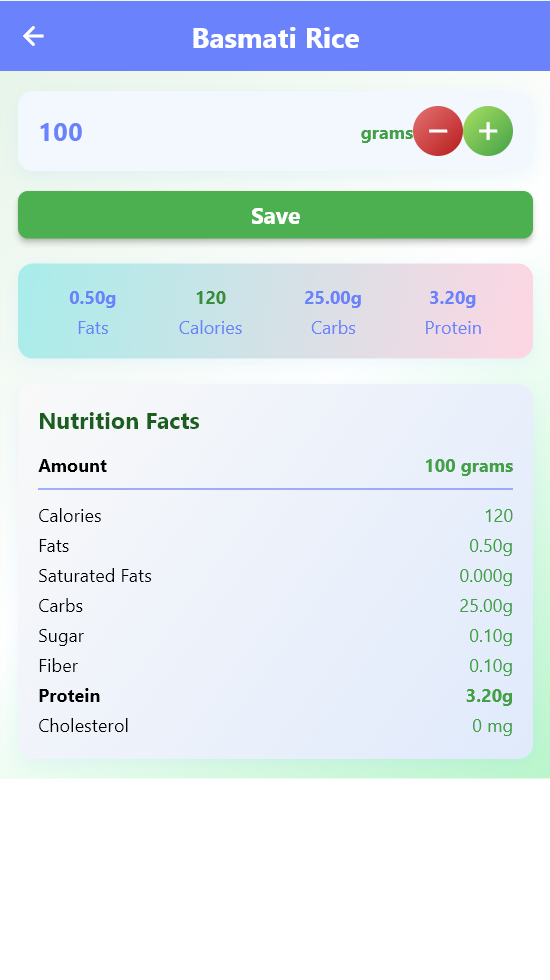 Basmati Rice
100 grams
Save
0.50g 120 25.00g 3.20g
Fats Calories Carbs Protein
Nutrition Facts
Amount 100 grams
Calories 120
Fats 0.50g
Saturated Fats 0.000g
Carbs 25.00g
Sugar 0.10g
Fiber 0.10g
Protein 3.20g
Cholesterol 0 mg